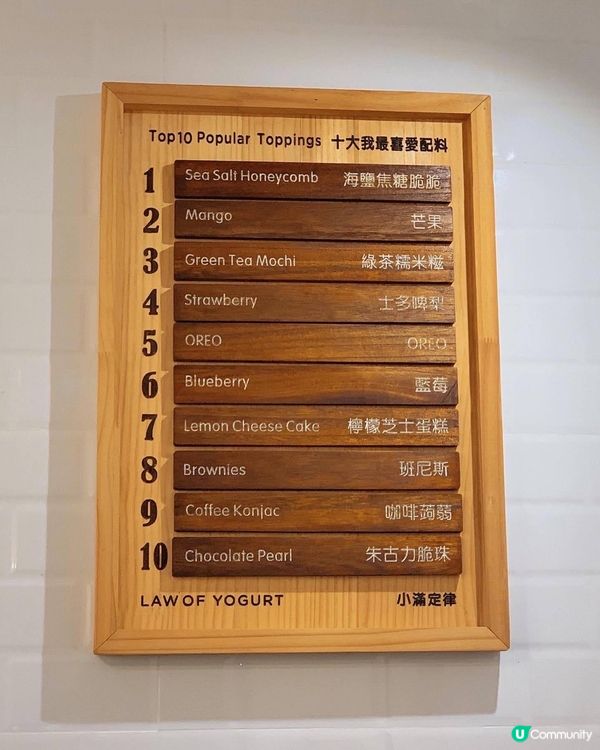 Top10 Popular Toppings 十大我最喜愛配料
1 Sea Salt Honeycomb 海鹽焦糖脆脆
2 Mango 芒果
3 Green Tea Mochi 綠茶糯米糍
4 Strawberry 士多啤梨
5 OREO OREO
6 Blueberry 藍莓
7 Lemon Cheese Cake 檸檬芝士蛋糕
8 Brownies 班尼斯
9 Coffee Konjac 咖啡蒟蒻
10 Chocolate Pearl 朱古力脆珠
LAW OF YOGURT 小滿定律
U Community